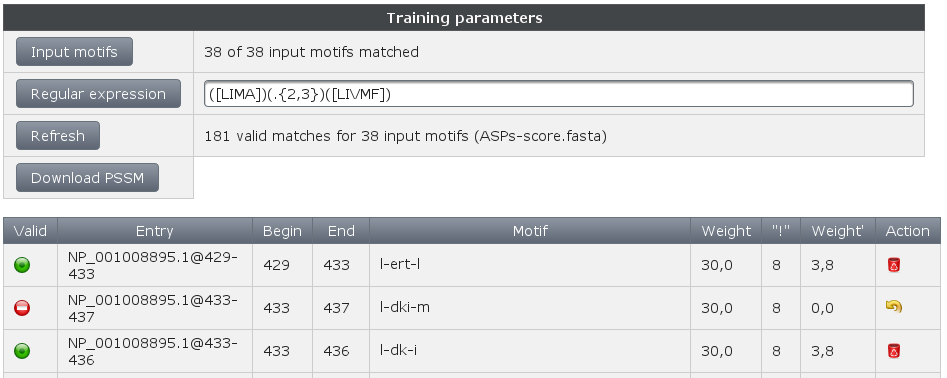 Training parameters
Input motifs 38 of 38 input motifs matched
Regular expression ([LIMA])(.{2,3})([LIVMF])
Refresh 181 valid matches for 38 input motifs (ASPs-score.fasta)
Download PSSM
Valid Entry Begin End Motif Weight "!" Weight' Action
NP_001008895.1@429-
433 429 433 l-ert-l 30,0 8 3,8
NP_001008895.1@433-
437 433 437 l-dki-m 30,0 8 0,0
NP_001008895.1@433-
436 433 436 l-dk-i 30,0 8 3,8